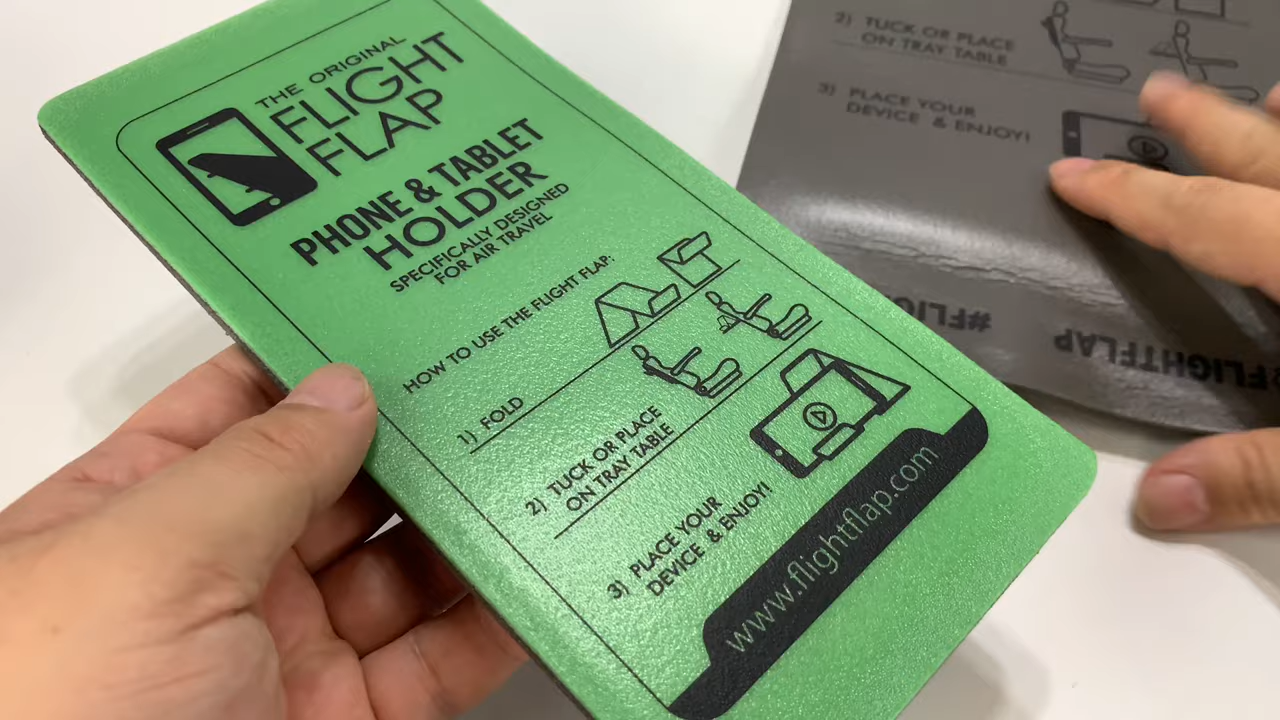 THE ORIGINAL
FLIGHT
FLAP
PHONE & TABLET
HOLDER
SPECIFICALLY DESIGNED
FOR AIR TRAVEL
HOW TO USE THE FLIGHT FLAP:
1) FOLD
2) TUCK OR PLACE
ON TRAY TABLE
3) PLACE YOUR
DEVICE & ENJOY!
www.flightflap.com
2) TUCK OR PLACE
ON TRAY TABLE
3) PLACE YOUR
DEVICE & ENJOY!
#FLIGHTFLAP